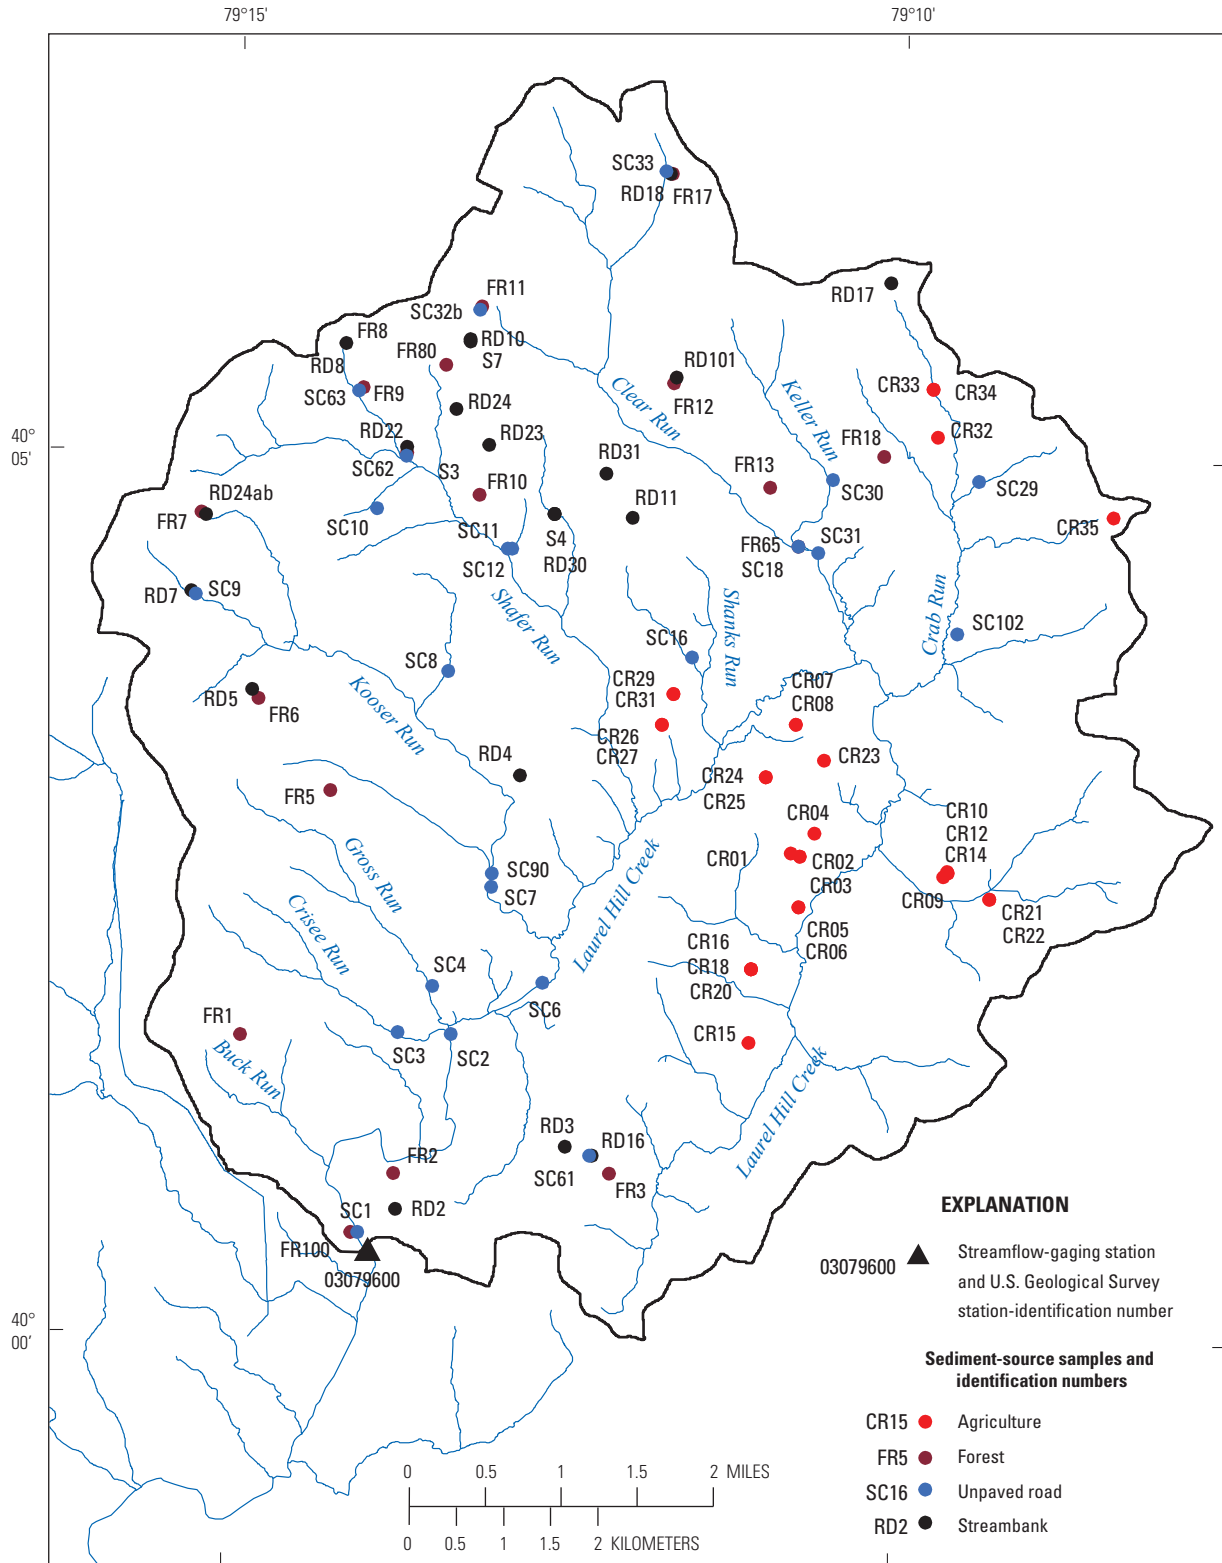 79°15'
79°10'
SC33
RD18
FR17
RD17
FR11
SC32b
FR8
RD10
RD8
FR80
S7
RD101
FR9
SC63
FR12
CR33
CR34
Clear Run
Keller Run
RD24
RD22
RD23
CR32
40°
05'
SC62
S3
RD31
FR18
FR13
SC30
SC29
RD24ab
FR10
FR7
SC10
SC11
RD11
S4
CR35
SC12
RD30
FR65
SC31
SC18
RD7
SC9
Shafer Run
Shanks Run
Crab Run
SC102
SC16
SC8
CR29
CR31
CR07
CR08
RD5
FR6
Kooser Run
CR26
CR27
RD4
CR23
CR24
CR25
FR5
CR04
CR10
CR12
CR14
CR01
CR02
CR03
Gross Run
SC90
SC7
Laurel Hill Creek
CR09
CR21
CR22
Crisee Run
CR05
CR06
CR16
CR18
CR20
SC4
SC6
FR1
SC3
SC2
CR15
Buck Run
Laurel Hill Creek
RD3
RD16
FR2
SC61
FR3
SC1
RD2
FR100
03079600
40°
00'
EXPLANATION
03079600
Streamflow-gaging station
and U.S. Geological Survey
station-identification number
Sediment-source samples and
identification numbers
CR15
Agriculture
FR5
Forest
SC16
Unpaved road
RD2
Streambank
0 0.5 1 1.5 2 MILES
0 0.5 1 1.5 2 KILOMETERS